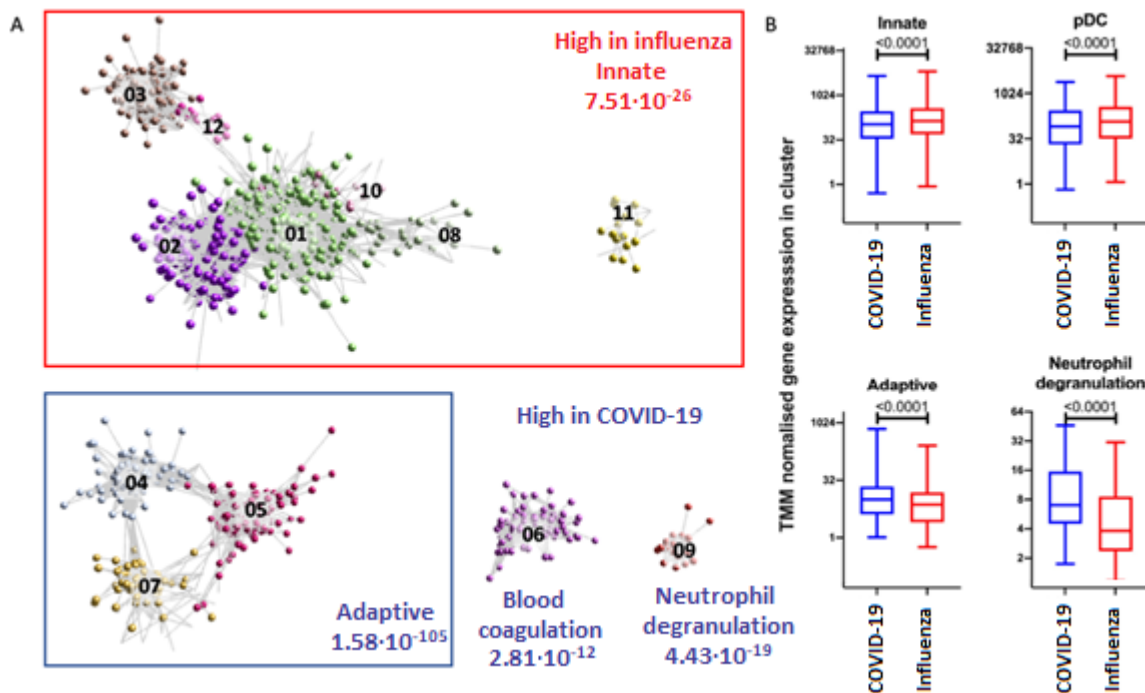 A
High in influenza
Innate
7.51·10⁻²⁶
03
12
10
02
01
08
11
High in COVID-19
04
05
07
06
09
Adaptive
1.58·10⁻¹⁰⁵
Blood
coagulation
2.81·10⁻¹²
Neutrophil
degranulation
4.43·10⁻¹⁹
B
TMM nomalised gene expresssion in cluster
Innate
<0.0001
32768
1024
32
1
COVID-19
Influenza
pDC
<0.0001
32768
1024
32
1
COVID-19
Influenza
Adaptive
<0.0001
1024
32
1
COVID-19
Influenza
Neutrophil
degranulation
<0.0001
64
32
16
8
4
2
COVID-19
Influenza